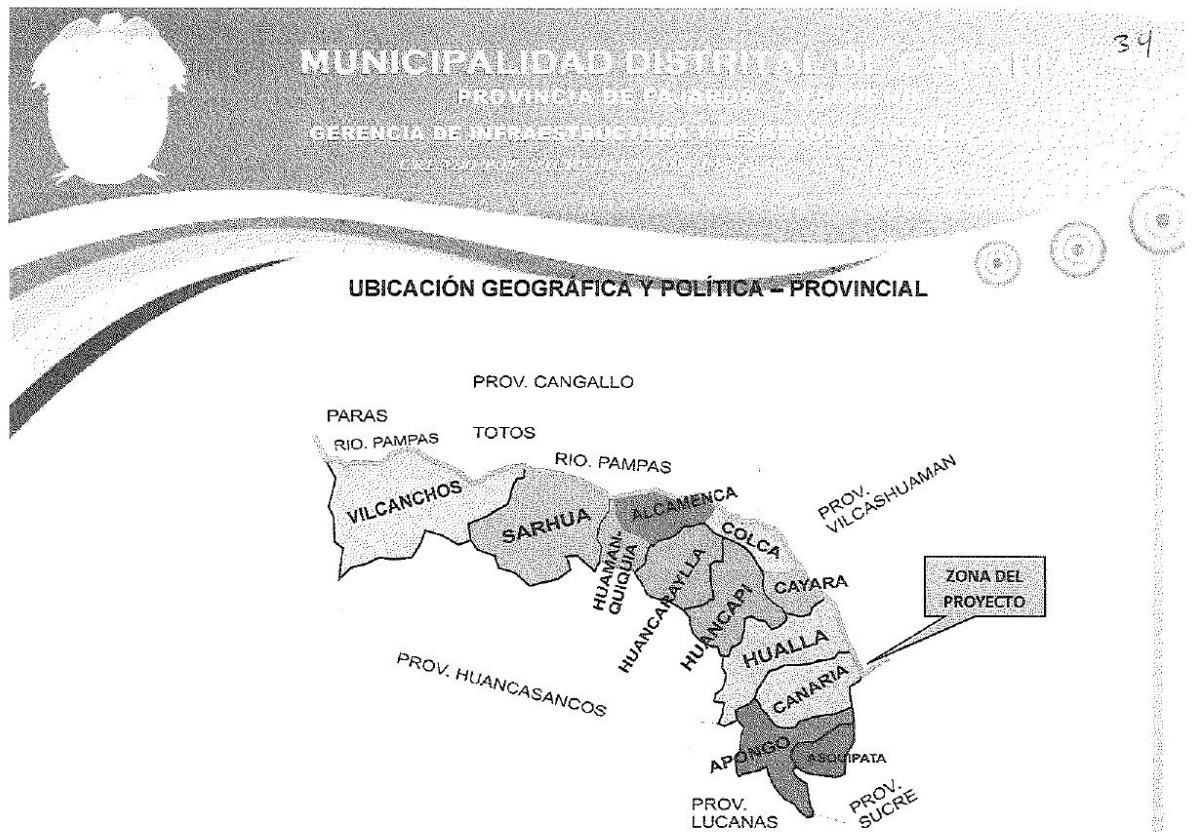 34
MUNICIPALIDAD DISTRITAL DE CANARIA
PROVINCIA DE FAJARDO - AYACUCHO
GERENCIA DE INFRAESTRUCTURA Y DESARROLLO
UBICACIÓN GEOGRÁFICA Y POLÍTICA – PROVINCIAL
PROV. CANGALLO
PARAS
RIO. PAMPAS
TOTOS
RIO. PAMPAS
PROV.
VILCASHUAMAN
VILCANCHOS
SARHUA
ALCAMENCA
COLCA
HUAMAN-
QUIQUIA
HUANCARAYLLA
HUANCAPI
CAYARA
ZONA DEL
PROYECTO
HUALLA
CANARIA
PROV. HUANCASANCOS
APONGO
ASQUIPATA
PROV.
LUCANAS
PROV.
SUCRE